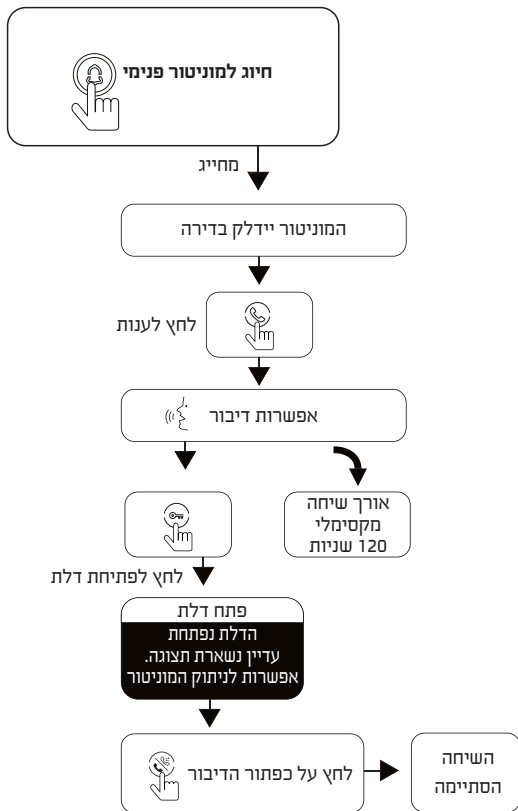 חיוג למוניטור פנימי
מחייג
המוניטור יידלק בדירה
לחץ לענות
אפשרות דיבור
אורך שיחה
מקסימלי
120 שניות
לחץ לפתיחת דלת
פתח דלת
הדלת נפתחת
עדיין נשארת תצוגה.
אפשרות לניתוק המוניטור
לחץ על כפתור הדיבור
השיחה
הסתיימה